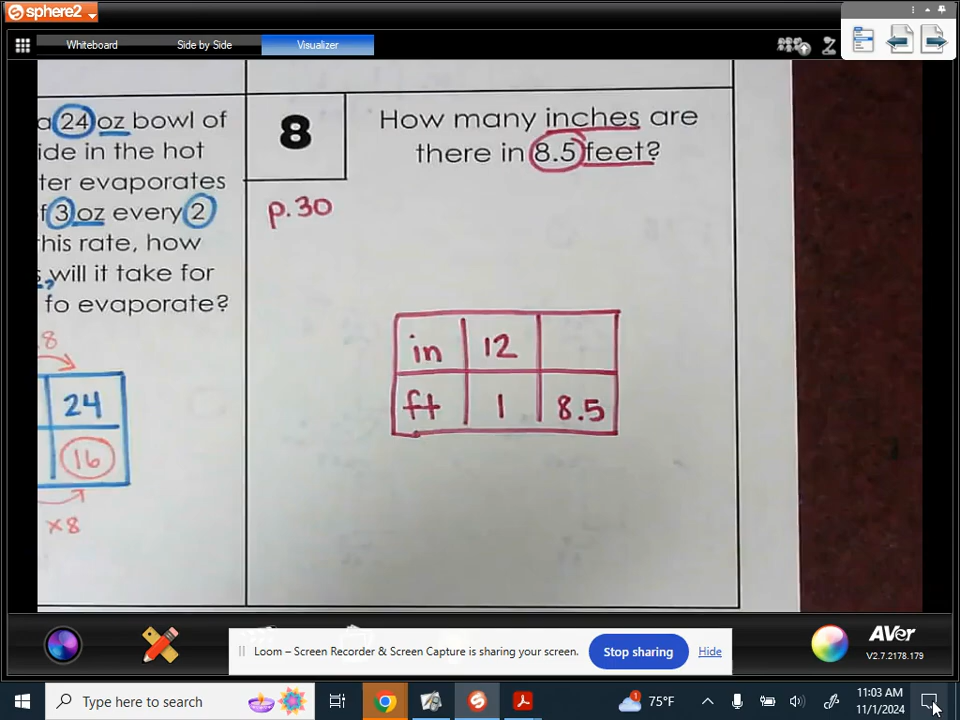 sphere2
Whiteboard
Side by Side
Visualizer
a 24 oz bowl of
ide in the hot
ter evaporates
f 3 oz every 2
his rate, how
s, will it take for
fo evaporate?
8
24
16
×8
8
p.30
How many inches are
there in 8.5 feet?
in 12
ft 1 8.5
Loom – Screen Recorder & Screen Capture is sharing your screen.
Stop sharing
Hide
AVer
V2.7.2178.179
Type here to search
1
75°F
11:03 AM
11/1/2024